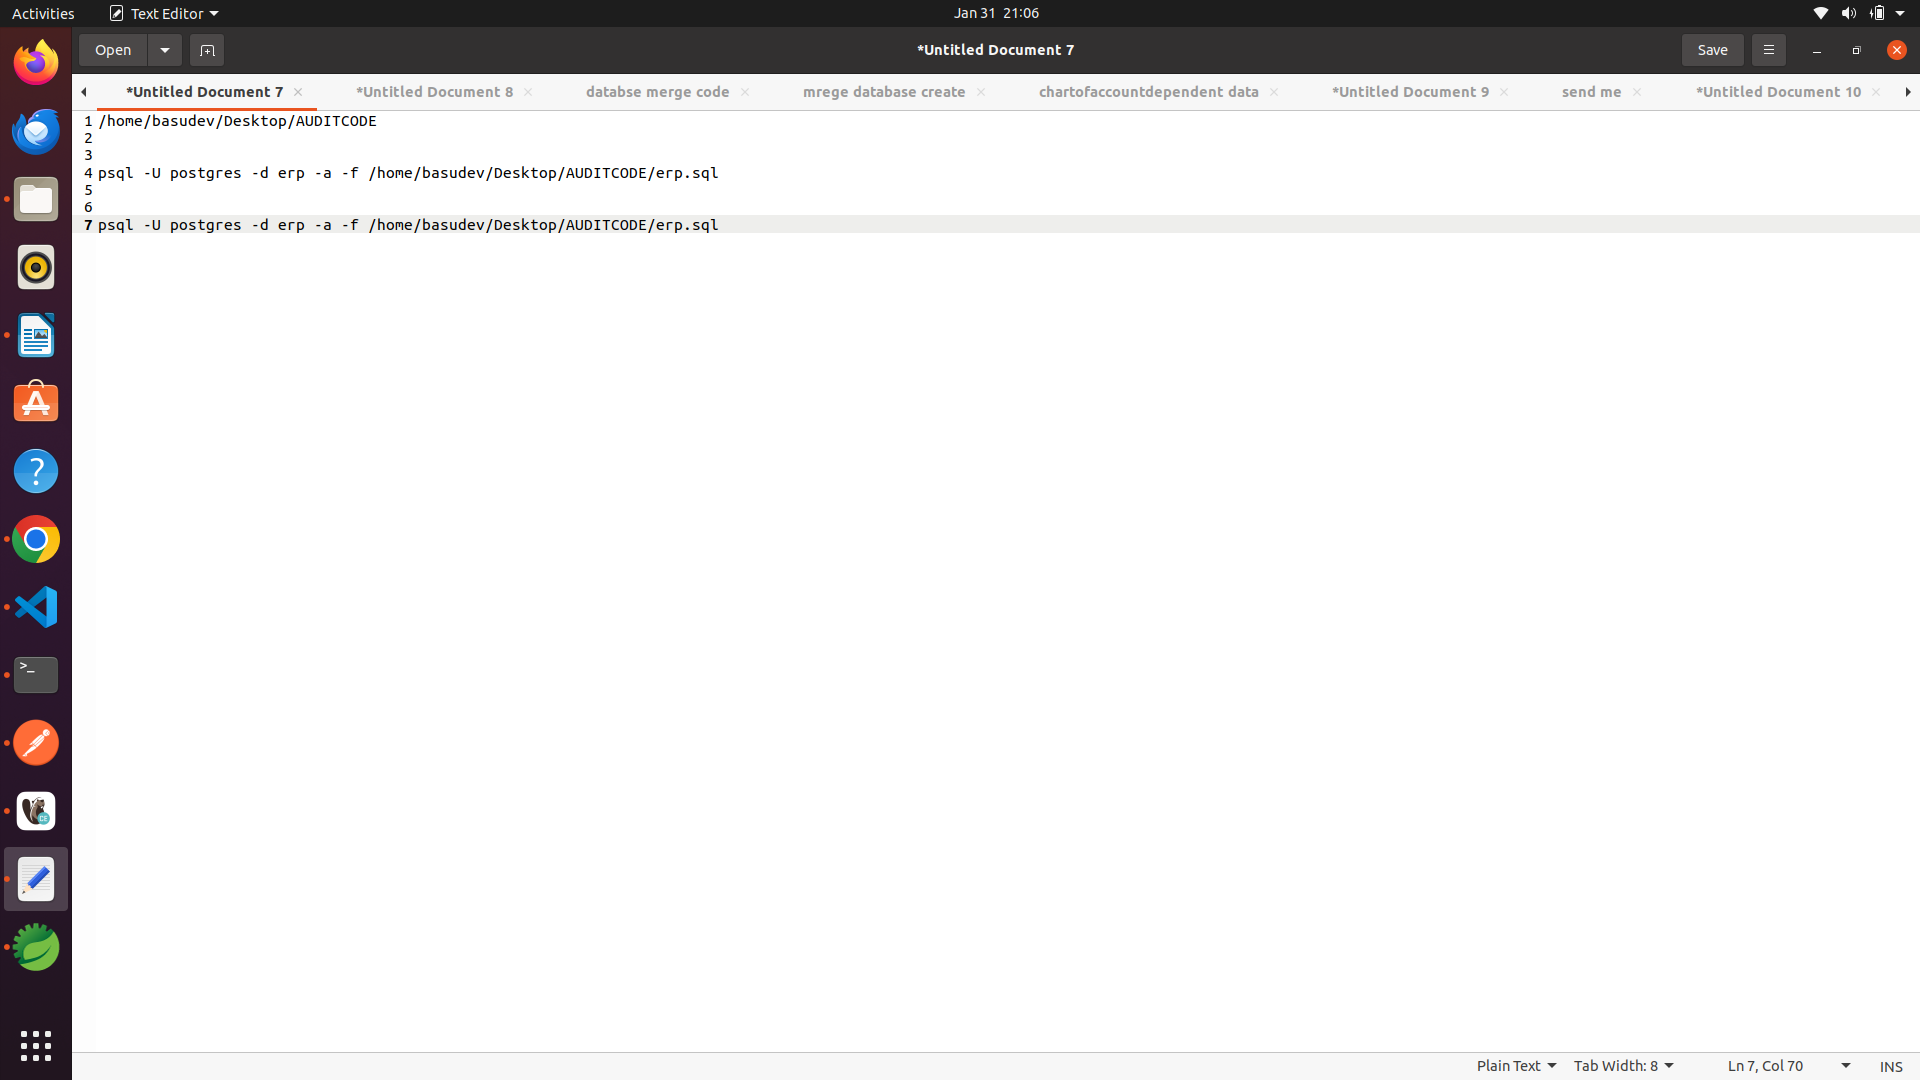 Activities Text Editor Jan 31 21:06
Open *Untitled Document 7 Save
*Untitled Document 7 *Untitled Document 8 databse merge code mrege database create chartofaccountdependent data *Untitled Document 9 send me *Untitled Document 10
1 /home/basudev/Desktop/AUDITCODE
2
3
4 psql -U postgres -d erp -a -f /home/basudev/Desktop/AUDITCODE/erp.sql
5
6
7 psql -U postgres -d erp -a -f /home/basudev/Desktop/AUDITCODE/erp.sql
Plain Text Tab Width: 8 Ln 7, Col 70 INS